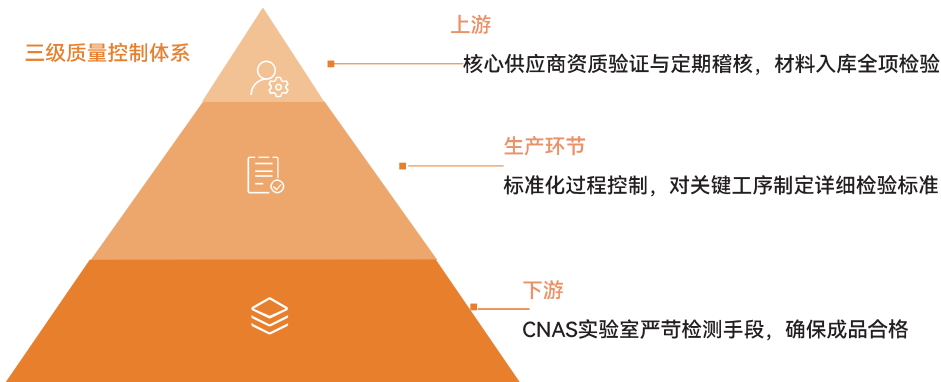 三级质量控制体系
上游
核心供应商资质验证与定期稽核，材料入库全项检验
生产环节
标准化过程控制，对关键工序制定详细检验标准
下游
CNAS实验室严苛检测手段，确保成品合格